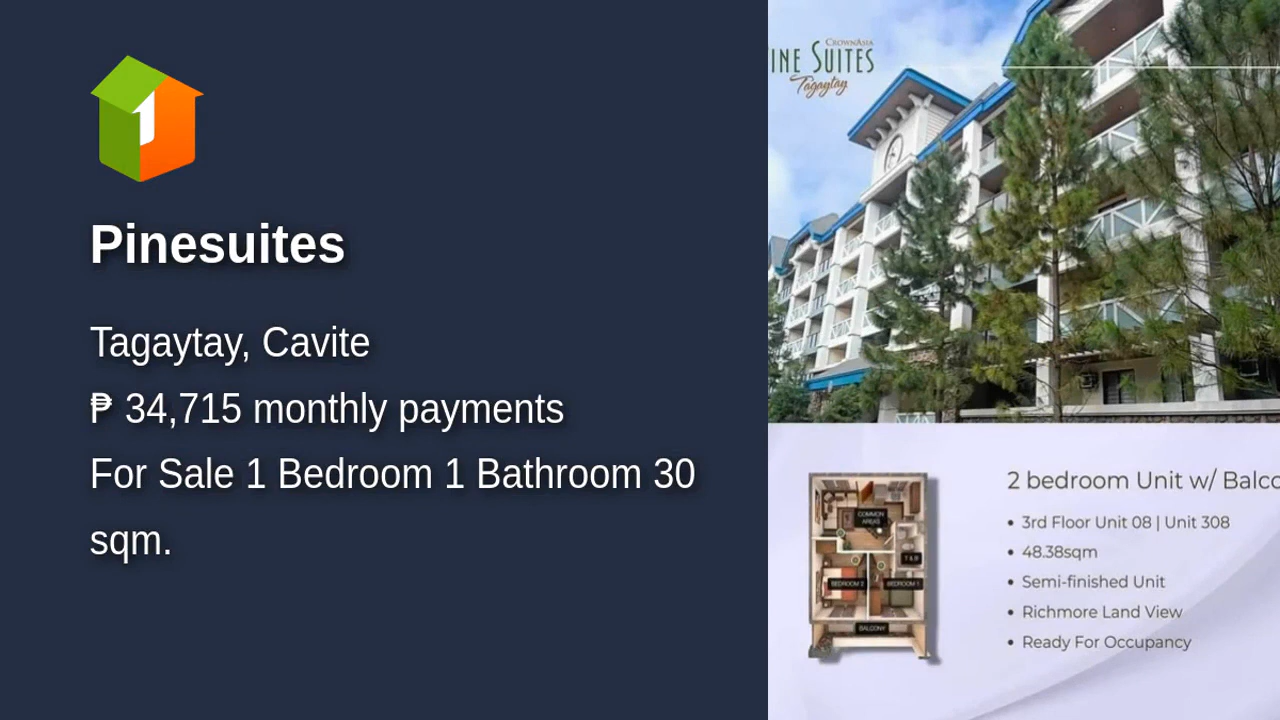 Pinesuites
Tagaytay, Cavite
₱ 34,715 monthly payments
For Sale 1 Bedroom 1 Bathroom 30
sqm.
CROWNASIA
INE SUITES
Tagaytay
2 bedroom Unit w/ Balco
• 3rd Floor Unit 08 | Unit 308
• 48.38sqm
• Semi-finished Unit
• Richmore Land View
• Ready For Occupancy
COMMON
AREAS
T & B
BEDROOM 2
BEDROOM 1
BALCONY